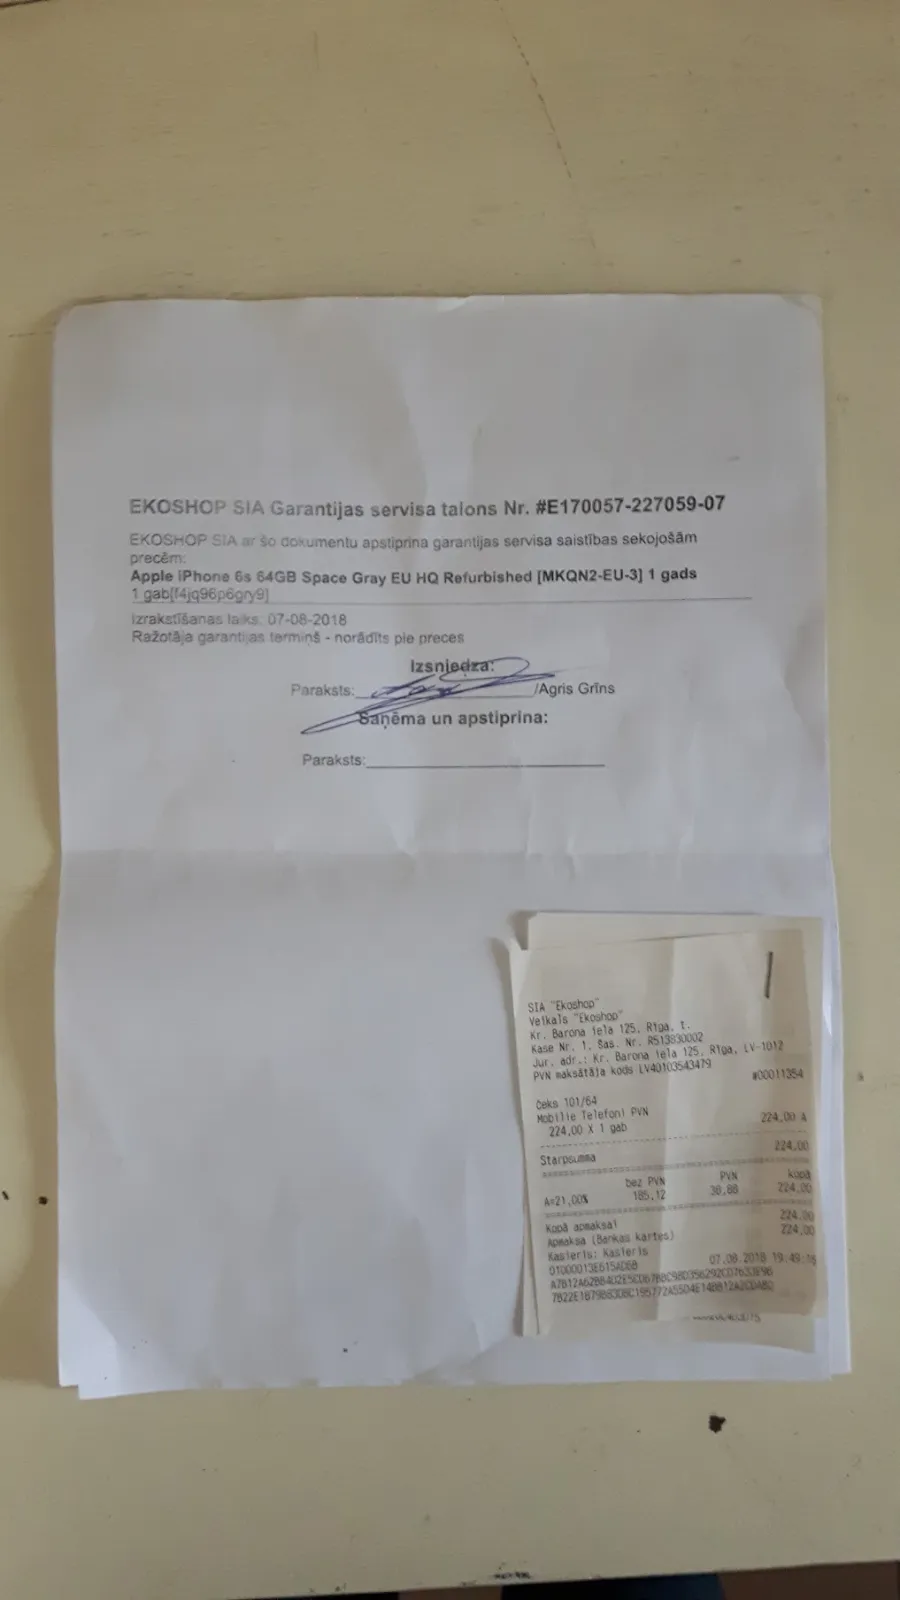 EKOSHOP SIA Garantijas servisa talons Nr. #E170057-227059-07
EKOSHOP SIA ar šo dokumentu apstiprina garantijas servisa saistības sekojošām
precēm:
Apple iPhone 6s 64GB Space Gray EU HQ Refurbished [MKQN2-EU-3] 1 gads
1 gab[f4jq96p6gry9]
Izrakstīšanas laiks: 07-08-2018
Ražotāja garantijas termiņš - norādīts pie preces
Izsniedza:
Paraksts: /Agris Grīns
Saņēma un apstiprina:
Paraksts:
SIA "Ekoshop"
Veikals "Ekoshop"
Kr. Barona iela 125, Rīga, t.
Kase Nr. 1, Šas. Nr. R513830002
Jur. adr.: Kr. Barona iela 125, Rīga, LV-1012
PVN maksātāja kods LV40103543479
#00011354
Čeks 101/64
Mobilie Telefoni PVN
224,00 X 1 gab 224,00 A
Starpsumma 224,00
bez PVN PVN kopā
A=21,00% 185,12 38,88 224,00
Kopā apmaksai 224,00
Apmaksa (Bankas kartes) 224,00
Kasieris: Kasieris
07.08.2018 19:49